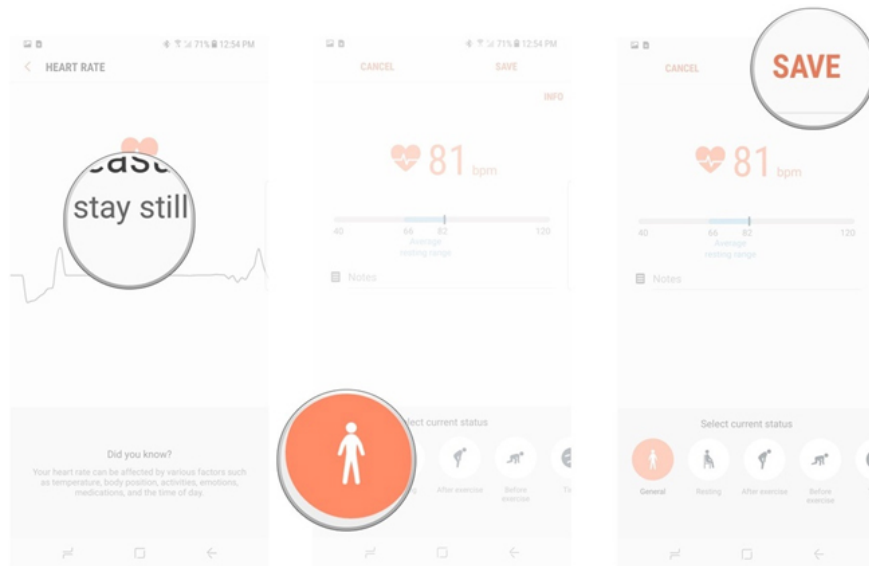 71% 12:54 PM
HEART RATE
stay still
Did you know?
Your heart rate can be affected by various factors such
as temperature, body position, activities, emotions,
medications, and the time of day.
71% 12:54 PM
CANCEL SAVE
INFO
81 bpm
40 66 82 120
Average
resting range
Notes
lect current status
After exercise
Before
exercise
CANCEL
SAVE
81 bpm
40 66 82 120
Average
resting range
Notes
Select current status
General
Resting
After exercise
Before
exercise